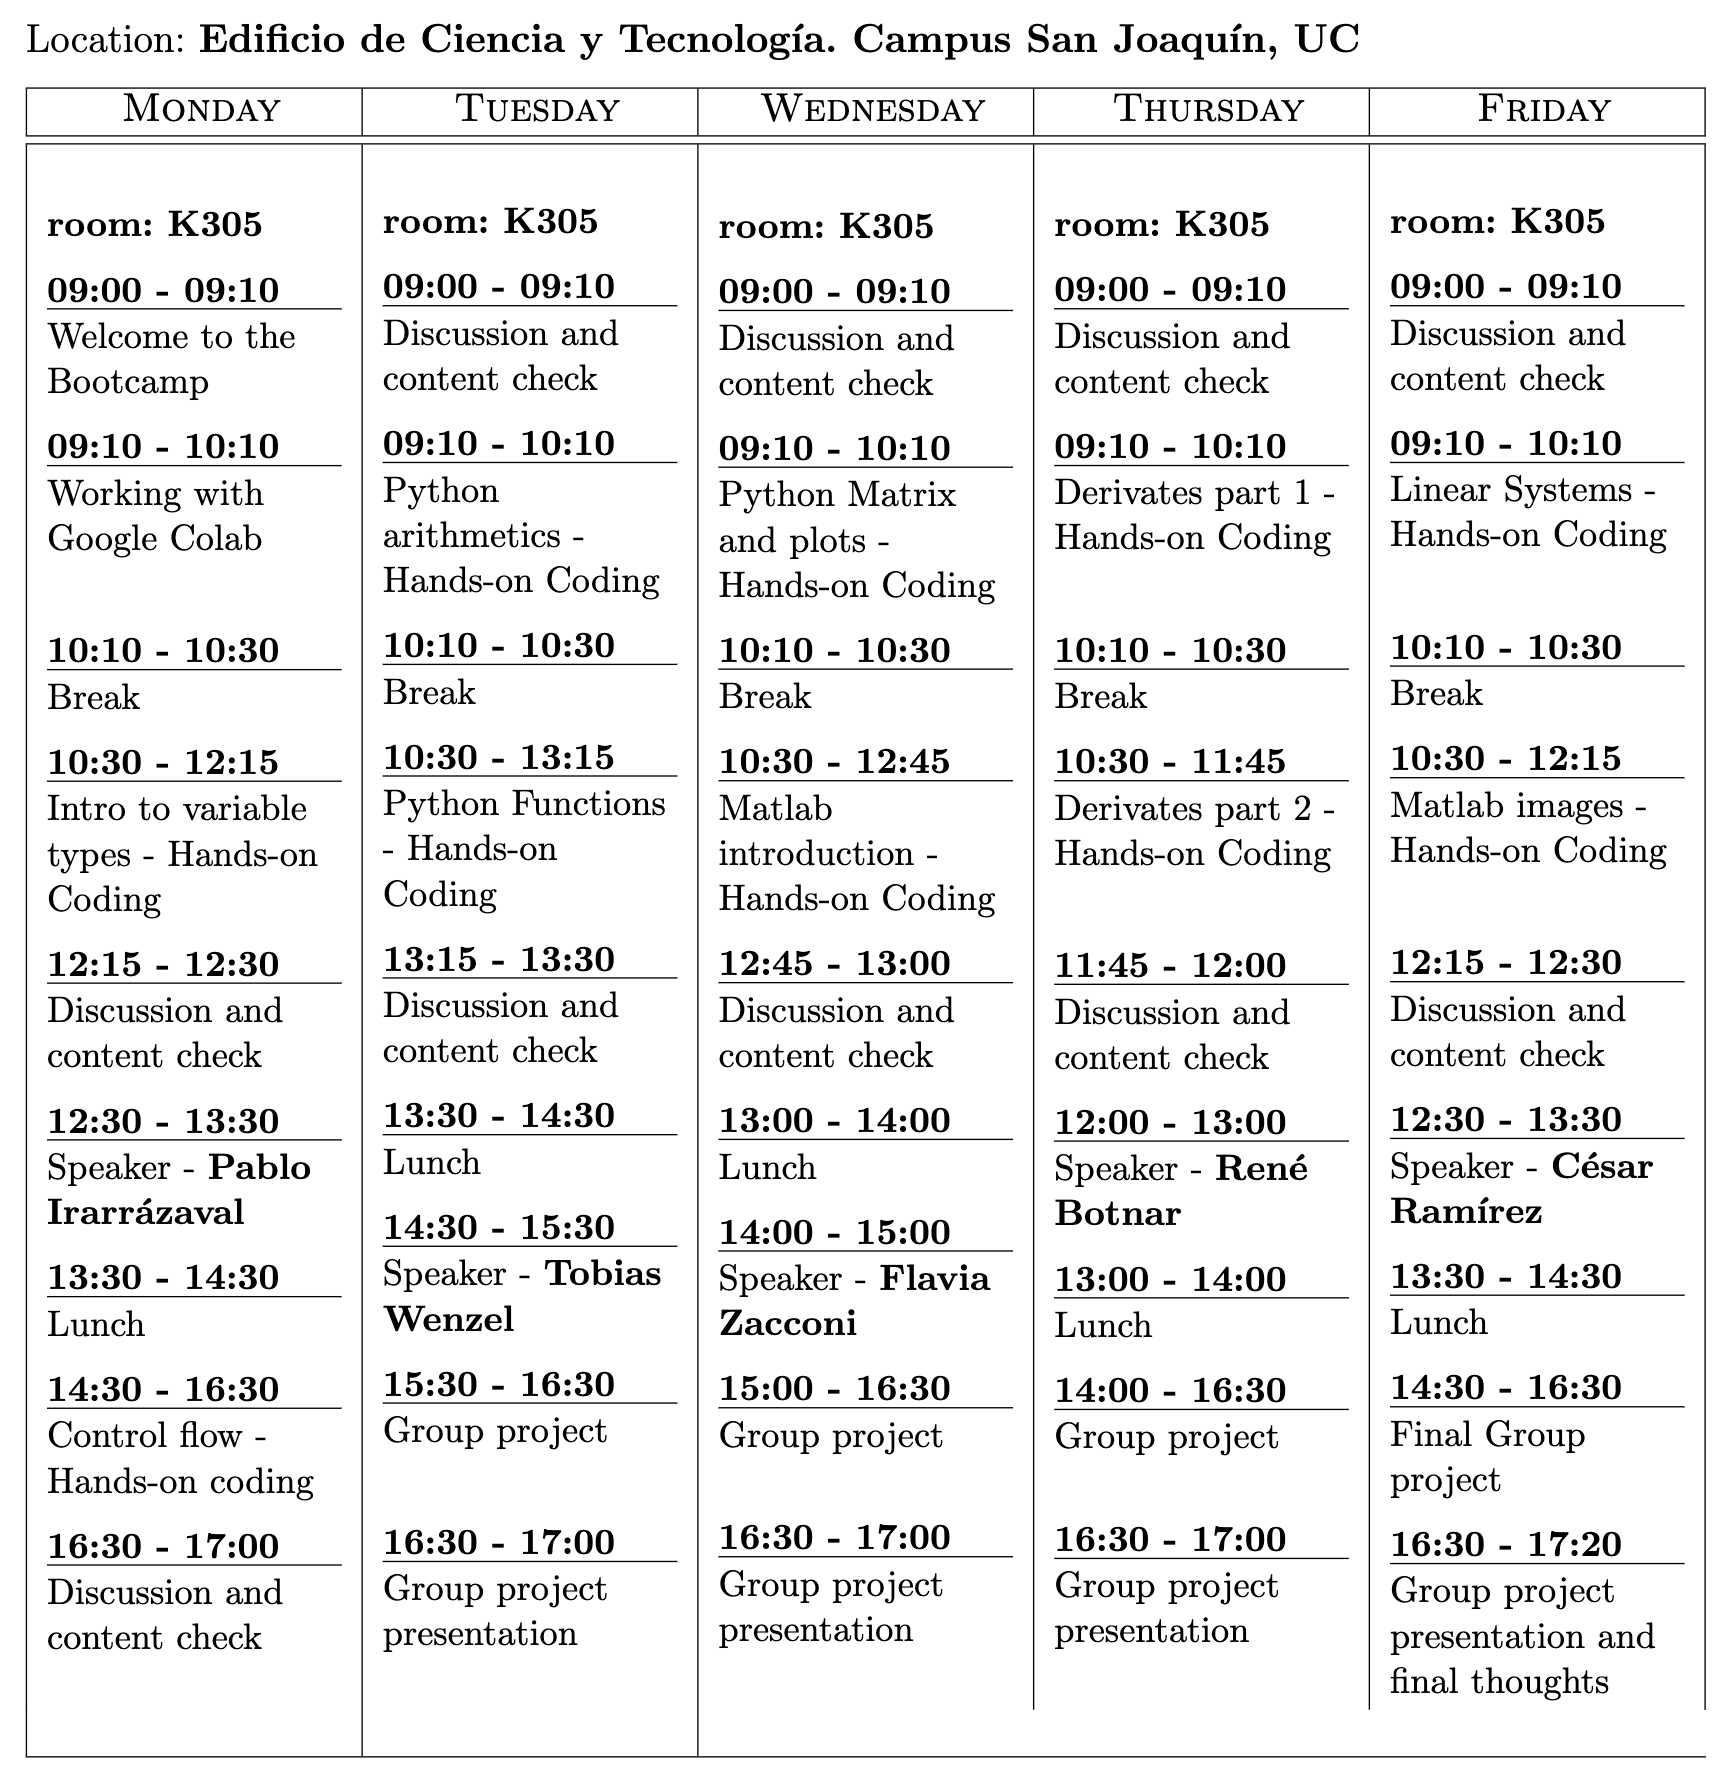 Location: Edificio de Ciencia y Tecnología. Campus San Joaquín, UC
Monday
Tuesday
Wednesday
Thursday
Friday
room: K305
09:00 - 09:10
Welcome to the
Bootcamp
09:10 - 10:10
Working with
Google Colab
10:10 - 10:30
Break
10:30 - 12:15
Intro to variable
types - Hands-on
Coding
12:15 - 12:30
Discussion and
content check
12:30 - 13:30
Speaker - Pablo
Irarrázaval
13:30 - 14:30
Lunch
14:30 - 16:30
Control flow -
Hands-on coding
16:30 - 17:00
Discussion and
content check
room: K305
09:00 - 09:10
Discussion and
content check
09:10 - 10:10
Python
arithmetics -
Hands-on Coding
10:10 - 10:30
Break
10:30 - 13:15
Python Functions
- Hands-on
Coding
13:15 - 13:30
Discussion and
content check
13:30 - 14:30
Lunch
14:30 - 15:30
Speaker - Tobias
Wenzel
15:30 - 16:30
Group project
16:30 - 17:00
Group project
presentation
room: K305
09:00 - 09:10
Discussion and
content check
09:10 - 10:10
Python Matrix
and plots -
Hands-on Coding
10:10 - 10:30
Break
10:30 - 12:45
Matlab
introduction -
Hands-on Coding
12:45 - 13:00
Discussion and
content check
13:00 - 14:00
Lunch
14:00 - 15:00
Speaker - Flavia
Zacconi
15:00 - 16:30
Group project
16:30 - 17:00
Group project
presentation
room: K305
09:00 - 09:10
Discussion and
content check
09:10 - 10:10
Derivates part 1 -
Hands-on Coding
10:10 - 10:30
Break
10:30 - 11:45
Derivates part 2 -
Hands-on Coding
11:45 - 12:00
Discussion and
content check
12:00 - 13:00
Speaker - René
Botnar
13:00 - 14:00
Lunch
14:00 - 16:30
Group project
16:30 - 17:00
Group project
presentation
room: K305
09:00 - 09:10
Discussion and
content check
09:10 - 10:10
Linear Systems -
Hands-on Coding
10:10 - 10:30
Break
10:30 - 12:15
Matlab images -
Hands-on Coding
12:15 - 12:30
Discussion and
content check
12:30 - 13:30
Speaker - César
Ramírez
13:30 - 14:30
Lunch
14:30 - 16:30
Final Group
project
16:30 - 17:20
Group project
presentation and
final thoughts